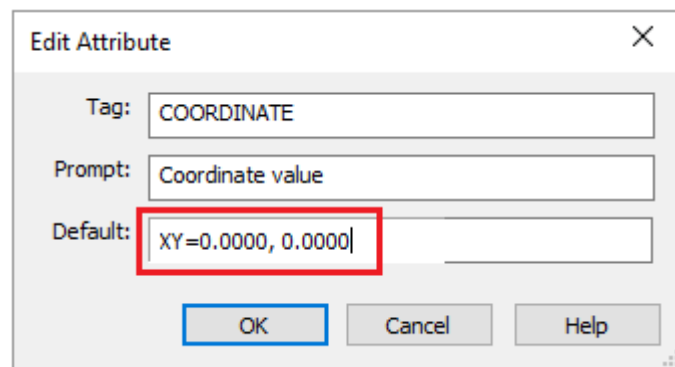 Edit Attribute
Tag: COORDINATE
Prompt: Coordinate value
Default: XY=0.0000, 0.0000
OK Cancel Help